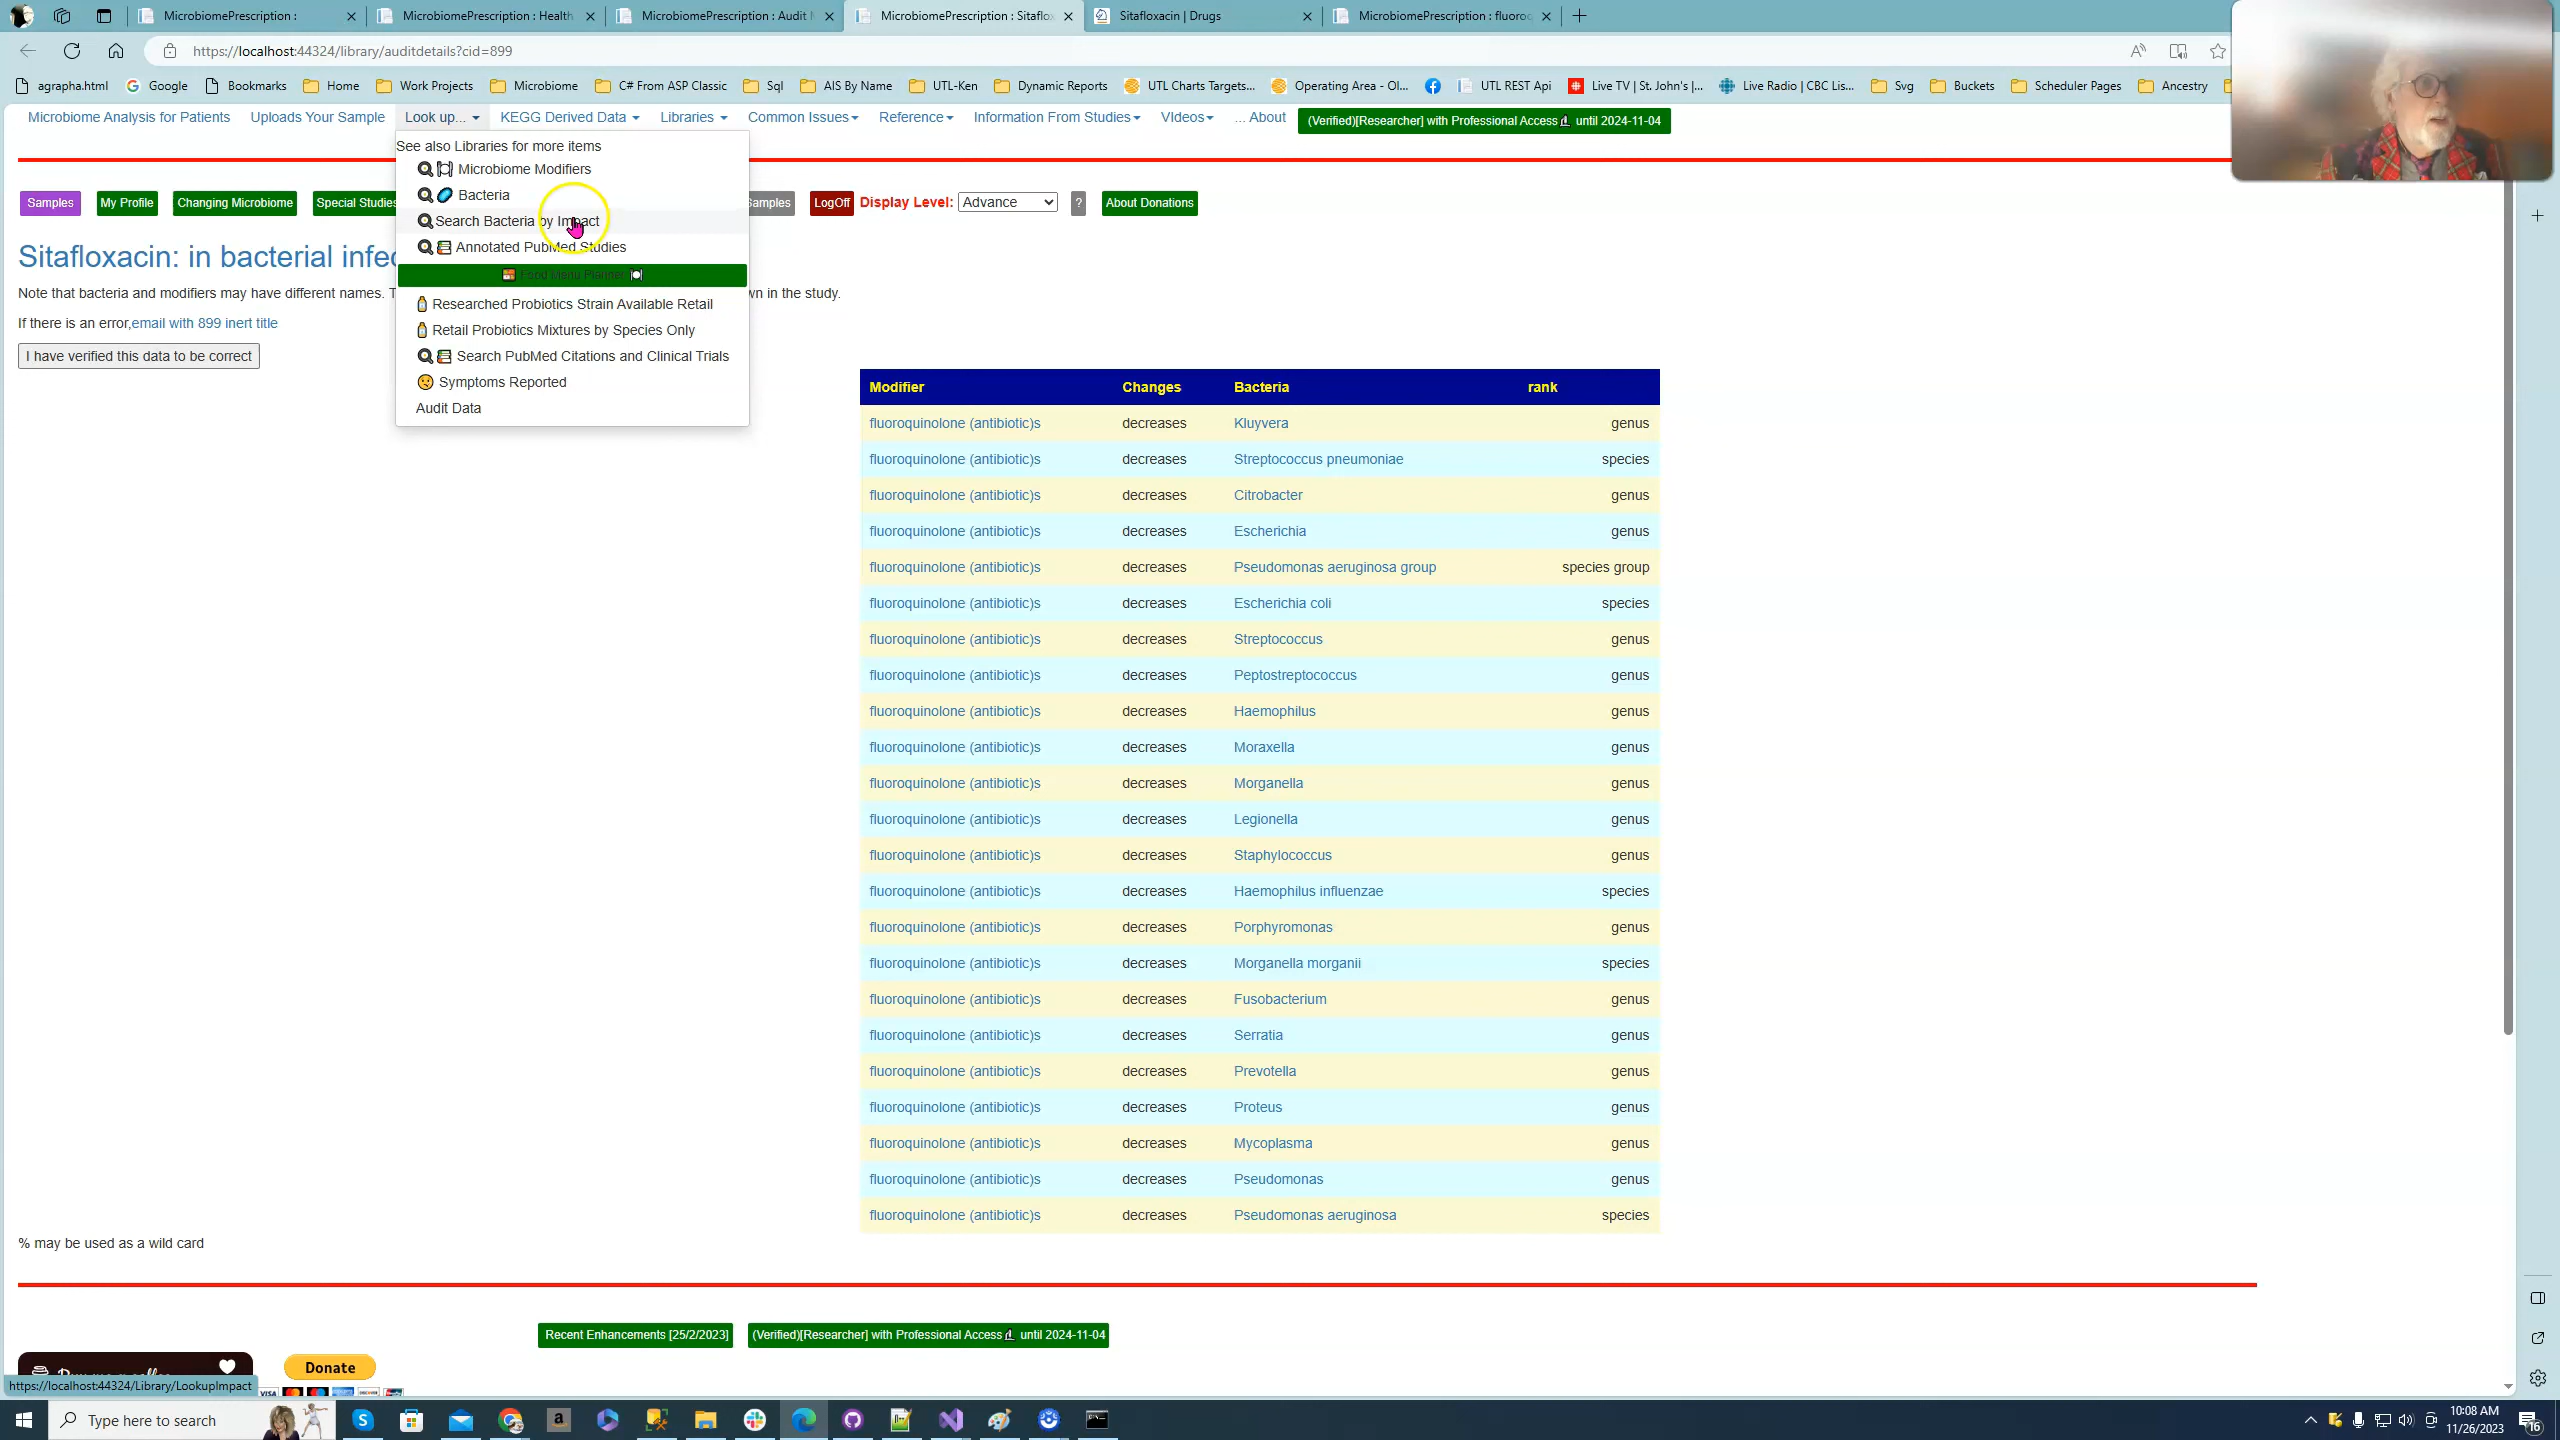 MicrobiomePrescription :
MicrobiomePrescription : Health
MicrobiomePrescription : Audit
MicrobiomePrescription : Sitaflox
Sitafloxacin | Drugs
MicrobiomePrescription : fluoroc
https://localhost:44324/library/auditdetails?cid=899
agrapha.html Google Bookmarks Home Work Projects Microbiome C# From ASP Classic Sql AIS By Name UTL-Ken Dynamic Reports UTL Charts Targets... Operating Area - Ol... UTL REST Api Live TV | St. John's |... Live Radio | CBC Lis... Svg Buckets Scheduler Pages Ancestry
Microbiome Analysis for Patients Uploads Your Sample Look up... KEGG Derived Data Libraries Common Issues Reference Information From Studies VIdeos ... About (Verified)[Researcher] with Professional Access until 2024-11-04
See also Libraries for more items
Microbiome Modifiers
Bacteria
Search Bacteria by Impact
Annotated PubMed Studies
Food Menu Planner
Researched Probiotics Strain Available Retail
Retail Probiotics Mixtures by Species Only
Search PubMed Citations and Clinical Trials
Symptoms Reported
Audit Data
Samples My Profile Changing Microbiome Special Studies amples LogOff Display Level: Advance ? About Donations
Sitafloxacin: in bacterial infec
Note that bacteria and modifiers may have different names. T wn in the study.
If there is an error,email with 899 inert title
I have verified this data to be correct
Modifier Changes Bacteria rank
fluoroquinolone (antibiotic)s decreases Kluyvera genus
fluoroquinolone (antibiotic)s decreases Streptococcus pneumoniae species
fluoroquinolone (antibiotic)s decreases Citrobacter genus
fluoroquinolone (antibiotic)s decreases Escherichia genus
fluoroquinolone (antibiotic)s decreases Pseudomonas aeruginosa group species group
fluoroquinolone (antibiotic)s decreases Escherichia coli species
fluoroquinolone (antibiotic)s decreases Streptococcus genus
fluoroquinolone (antibiotic)s decreases Peptostreptococcus genus
fluoroquinolone (antibiotic)s decreases Haemophilus genus
fluoroquinolone (antibiotic)s decreases Moraxella genus
fluoroquinolone (antibiotic)s decreases Morganella genus
fluoroquinolone (antibiotic)s decreases Legionella genus
fluoroquinolone (antibiotic)s decreases Staphylococcus genus
fluoroquinolone (antibiotic)s decreases Haemophilus influenzae species
fluoroquinolone (antibiotic)s decreases Porphyromonas genus
fluoroquinolone (antibiotic)s decreases Morganella morganii species
fluoroquinolone (antibiotic)s decreases Fusobacterium genus
fluoroquinolone (antibiotic)s decreases Serratia genus
fluoroquinolone (antibiotic)s decreases Prevotella genus
fluoroquinolone (antibiotic)s decreases Proteus genus
fluoroquinolone (antibiotic)s decreases Mycoplasma genus
fluoroquinolone (antibiotic)s decreases Pseudomonas genus
fluoroquinolone (antibiotic)s decreases Pseudomonas aeruginosa species
% may be used as a wild card
Recent Enhancements [25/2/2023] (Verified)[Researcher] with Professional Access until 2024-11-04
Donate
https://localhost:44324/Library/LookupImpact
VISA
Type here to search
10:08 AM
11/26/2023
16